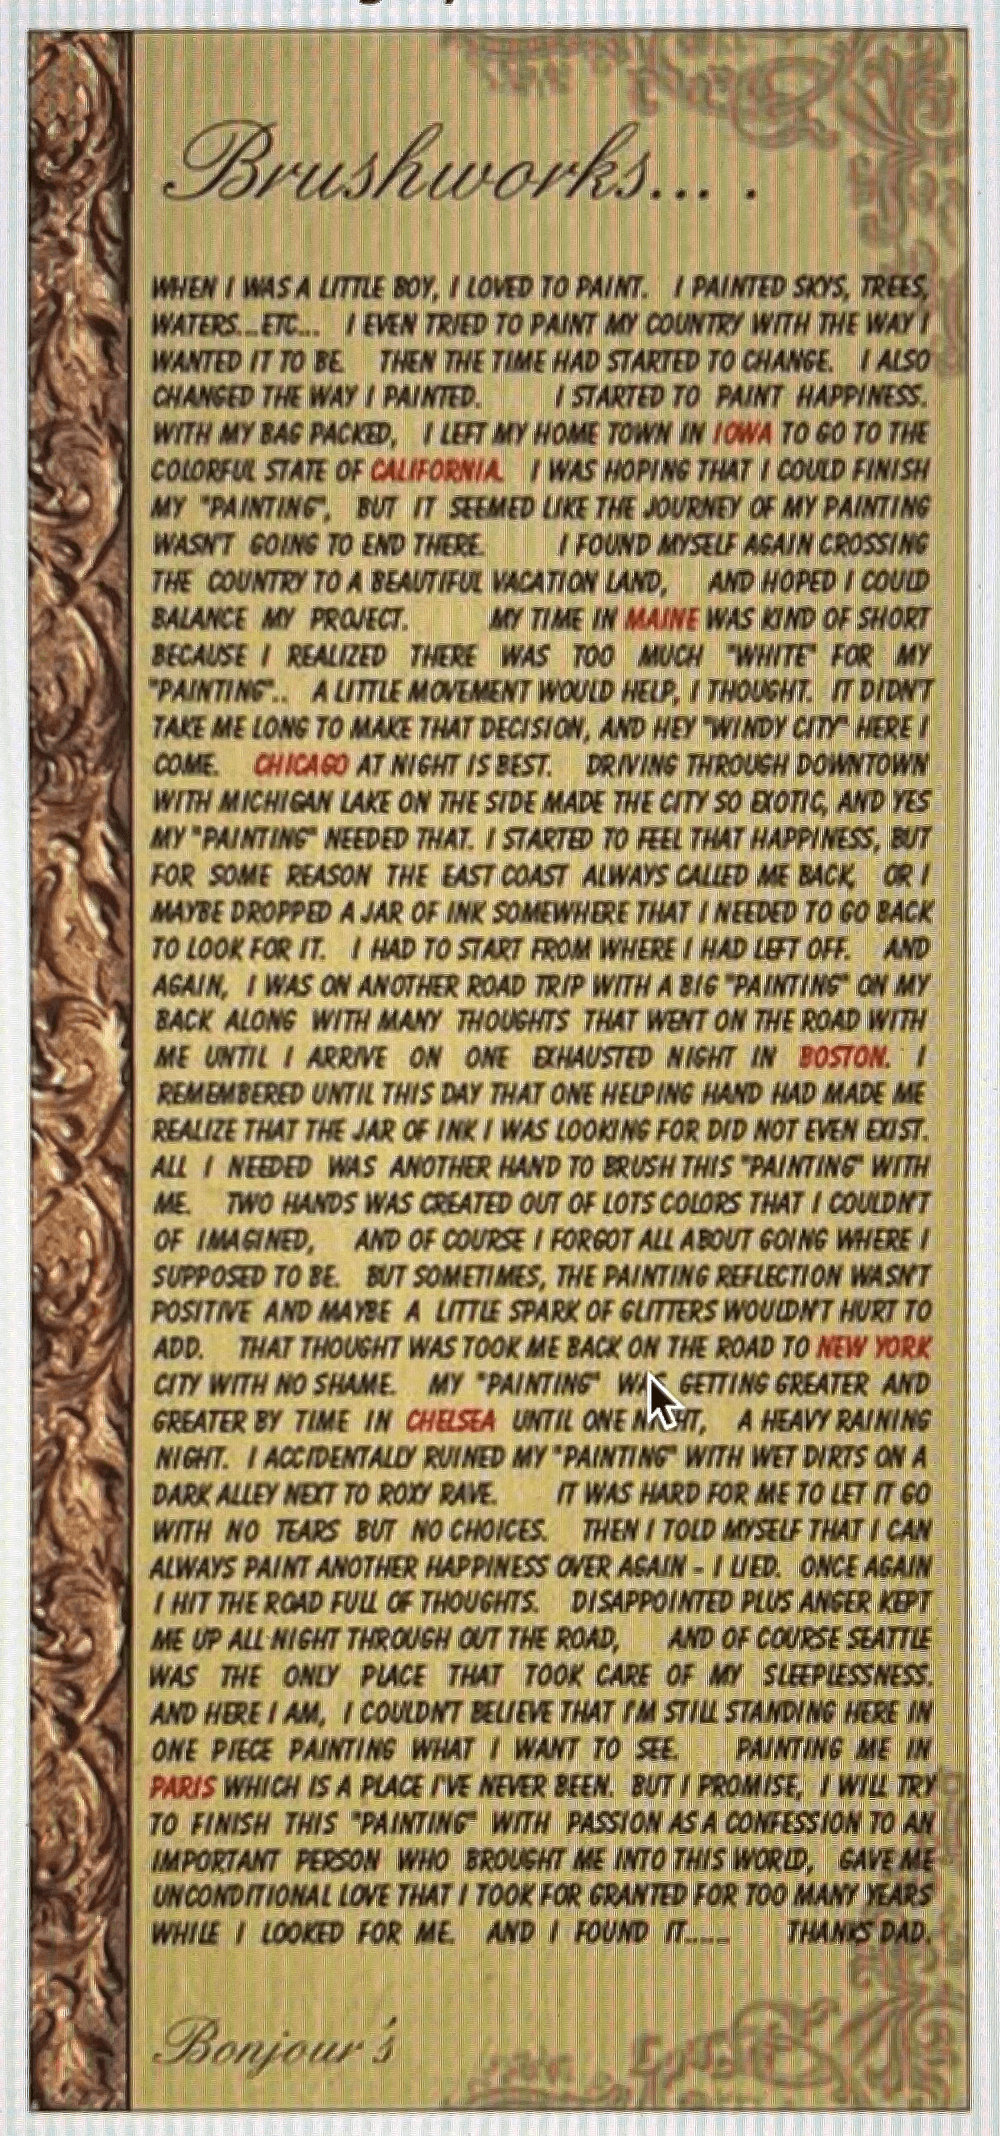 Brushworks... .
WHEN I WAS A LITTLE BOY, I LOVED TO PAINT. I PAINTED SKYS, TREES,
WATERS...ETC... I EVEN TRIED TO PAINT MY COUNTRY WITH THE WAY I
WANTED IT TO BE. THEN THE TIME HAD STARTED TO CHANGE. I ALSO
CHANGED THE WAY I PAINTED. I STARTED TO PAINT HAPPINESS.
WITH MY BAG PACKED, I LEFT MY HOME TOWN IN IOWA TO GO TO THE
COLORFUL STATE OF CALIFORNIA. I WAS HOPING THAT I COULD FINISH
MY "PAINTING", BUT IT SEEMED LIKE THE JOURNEY OF MY PAINTING
WASN'T GOING TO END THERE. I FOUND MYSELF AGAIN CROSSING
THE COUNTRY TO A BEAUTIFUL VACATION LAND, AND HOPED I COULD
BALANCE MY PROJECT. MY TIME IN MAINE WAS KIND OF SHORT
BECAUSE I REALIZED THERE WAS TOO MUCH "WHITE" FOR MY
"PAINTING".. A LITTLE MOVEMENT WOULD HELP, I THOUGHT. IT DIDN'T
TAKE ME LONG TO MAKE THAT DECISION, AND HEY "WINDY CITY" HERE I
COME. CHICAGO AT NIGHT IS BEST. DRIVING THROUGH DOWNTOWN
WITH MICHIGAN LAKE ON THE SIDE MADE THE CITY SO EXOTIC, AND YES
MY "PAINTING" NEEDED THAT. I STARTED TO FEEL THAT HAPPINESS, BUT
FOR SOME REASON THE EAST COAST ALWAYS CALLED ME BACK, OR I
MAYBE DROPPED A JAR OF INK SOMEWHERE THAT I NEEDED TO GO BACK
TO LOOK FOR IT. I HAD TO START FROM WHERE I HAD LEFT OFF. AND
AGAIN, I WAS ON ANOTHER ROAD TRIP WITH A BIG "PAINTING" ON MY
BACK ALONG WITH MANY THOUGHTS THAT WENT ON THE ROAD WITH
ME UNTIL I ARRIVE ON ONE EXHAUSTED NIGHT IN BOSTON. I
REMEMBERED UNTIL THIS DAY THAT ONE HELPING HAND HAD MADE ME
REALIZE THAT THE JAR OF INK I WAS LOOKING FOR DID NOT EVEN EXIST.
ALL I NEEDED WAS ANOTHER HAND TO BRUSH THIS "PAINTING" WITH
ME. TWO HANDS WAS CREATED OUT OF LOTS COLORS THAT I COULDN'T
OF IMAGINED, AND OF COURSE I FORGOT ALL ABOUT GOING WHERE I
SUPPOSED TO BE. BUT SOMETIMES, THE PAINTING REFLECTION WASN'T
POSITIVE AND MAYBE A LITTLE SPARK OF GLITTERS WOULDN'T HURT TO
ADD. THAT THOUGHT WAS TOOK ME BACK ON THE ROAD TO NEW YORK
CITY WITH NO SHAME. MY "PAINTING" WAS GETTING GREATER AND
GREATER BY TIME IN CHELSEA UNTIL ONE NIGHT, A HEAVY RAINING
NIGHT. I ACCIDENTALLY RUINED MY "PAINTING" WITH WET DIRTS ON A
DARK ALLEY NEXT TO ROXY RAVE. IT WAS HARD FOR ME TO LET IT GO
WITH NO TEARS BUT NO CHOICES. THEN I TOLD MYSELF THAT I CAN
ALWAYS PAINT ANOTHER HAPPINESS OVER AGAIN - I LIED. ONCE AGAIN
I HIT THE ROAD FULL OF THOUGHTS. DISAPPOINTED PLUS ANGER KEPT
ME UP ALL NIGHT THROUGH OUT THE ROAD, AND OF COURSE SEATTLE
WAS THE ONLY PLACE THAT TOOK CARE OF MY SLEEPLESSNESS.
AND HERE I AM, I COULDN'T BELIEVE THAT I'M STILL STANDING HERE IN
ONE PIECE PAINTING WHAT I WANT TO SEE. PAINTING ME IN
PARIS WHICH IS A PLACE I'VE NEVER BEEN. BUT I PROMISE, I WILL TRY
TO FINISH THIS "PAINTING" WITH PASSION AS A CONFESSION TO AN
IMPORTANT PERSON WHO BROUGHT ME INTO THIS WORLD, GAVE ME
UNCONDITIONAL LOVE THAT I TOOK FOR GRANTED FOR TOO MANY YEARS
WHILE I LOOKED FOR ME. AND I FOUND IT...... THANKS DAD.
Bonjour's